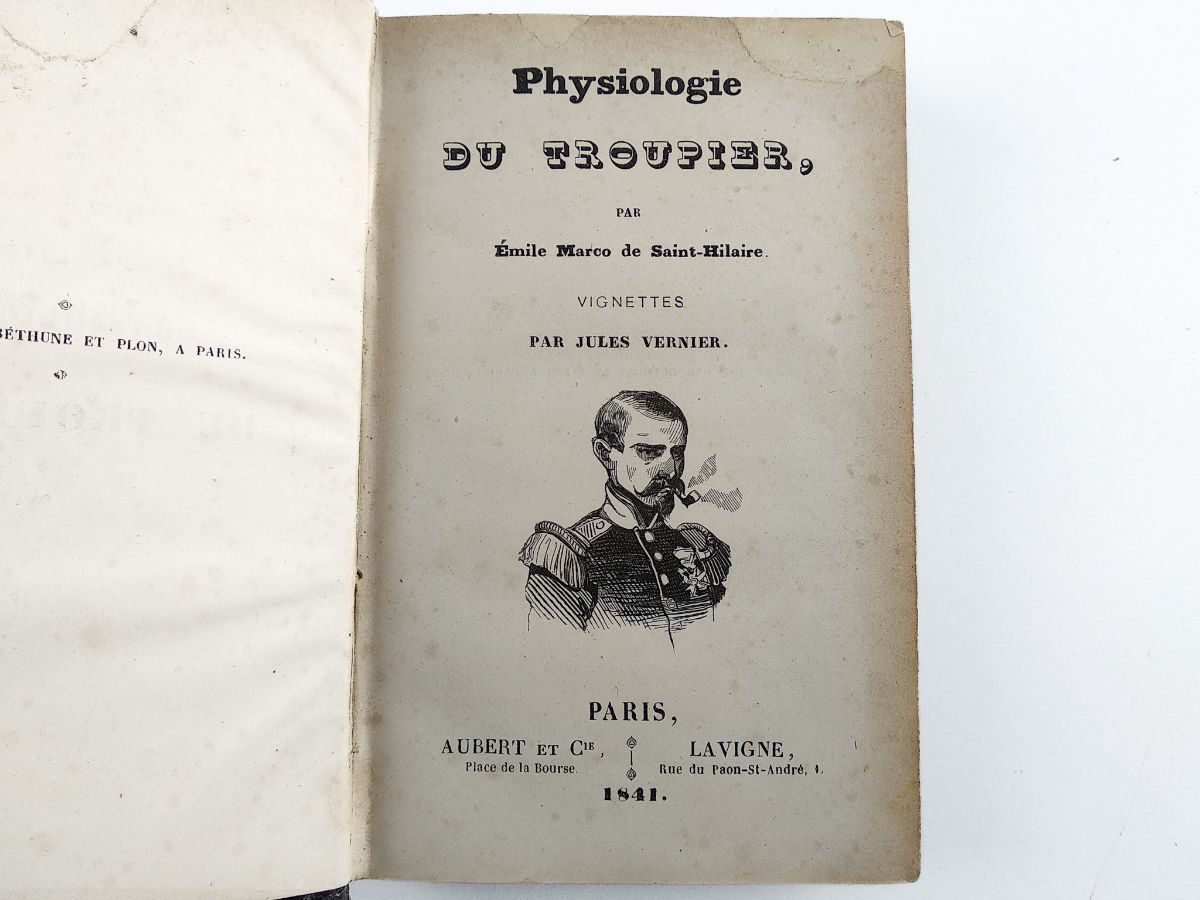 BÉTHUNE ET PLON, A PARIS.
Physiologie
DU TROUPIER,
PAR
Émile Marco de Saint-Hilaire.
VIGNETTES
PAR JULES VERNIER.
PARIS,
AUBERT ET Cᴵᴱ,
Place de la Bourse.
LAVIGNE,
Rue du Paon-St-André, 1.
1841.